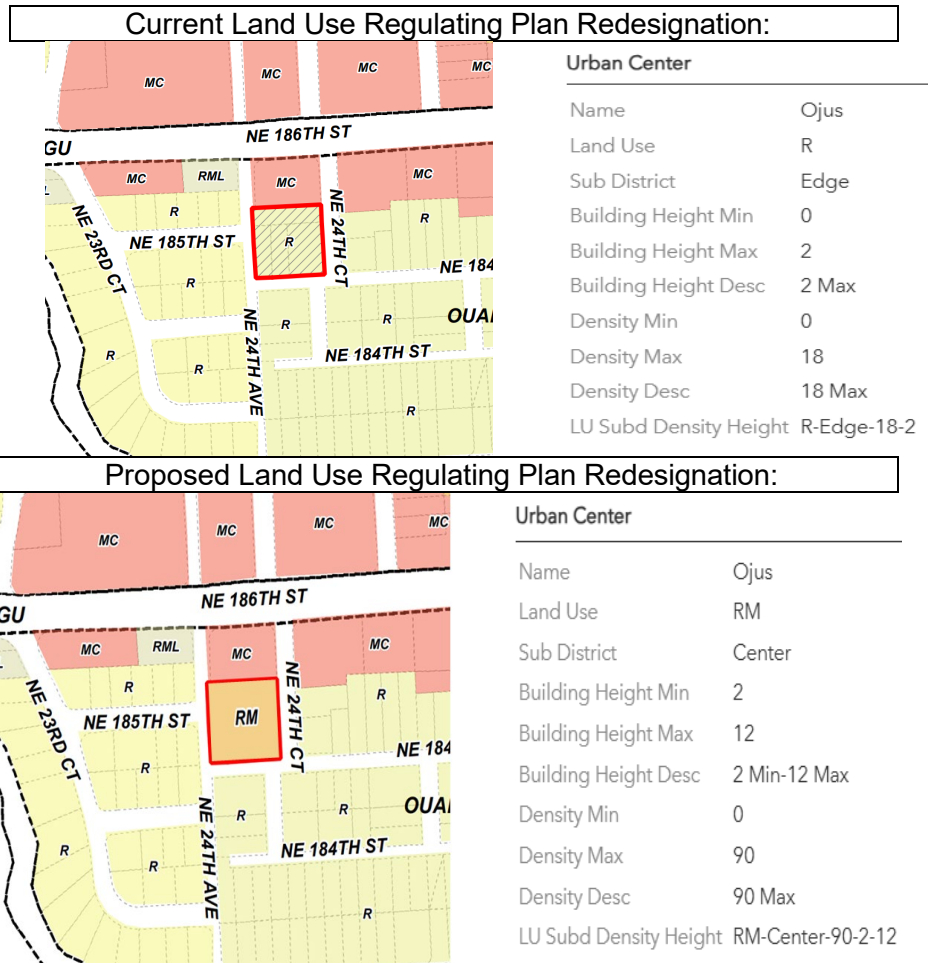 Current Land Use Regulating Plan Redesignation:
MC
MC
MC
MC
NE 186TH ST
GU
MC
RML
MC
MC
L
R
R
R
NE 23RD CT
NE 185TH ST
NE 24TH CT
R
NE 184
R
R
OUA
NE 24TH AVE
R
R
NE 184TH ST
R
Urban Center
Name Ojus
Land Use R
Sub District Edge
Building Height Min 0
Building Height Max 2
Building Height Desc 2 Max
Density Min 0
Density Max 18
Density Desc 18 Max
LU Subd Density Height R-Edge-18-2
Proposed Land Use Regulating Plan Redesignation:
MC
MC
MC
MC
NE 186TH ST
GU
MC
RML
MC
MC
L
R
R
RM
NE 23RD CT
NE 185TH ST
NE 24TH CT
R
NE 184
R
R
OUA
NE 24TH AVE
R
R
NE 184TH ST
R
Urban Center
Name Ojus
Land Use RM
Sub District Center
Building Height Min 2
Building Height Max 12
Building Height Desc 2 Min-12 Max
Density Min 0
Density Max 90
Density Desc 90 Max
LU Subd Density Height RM-Center-90-2-12